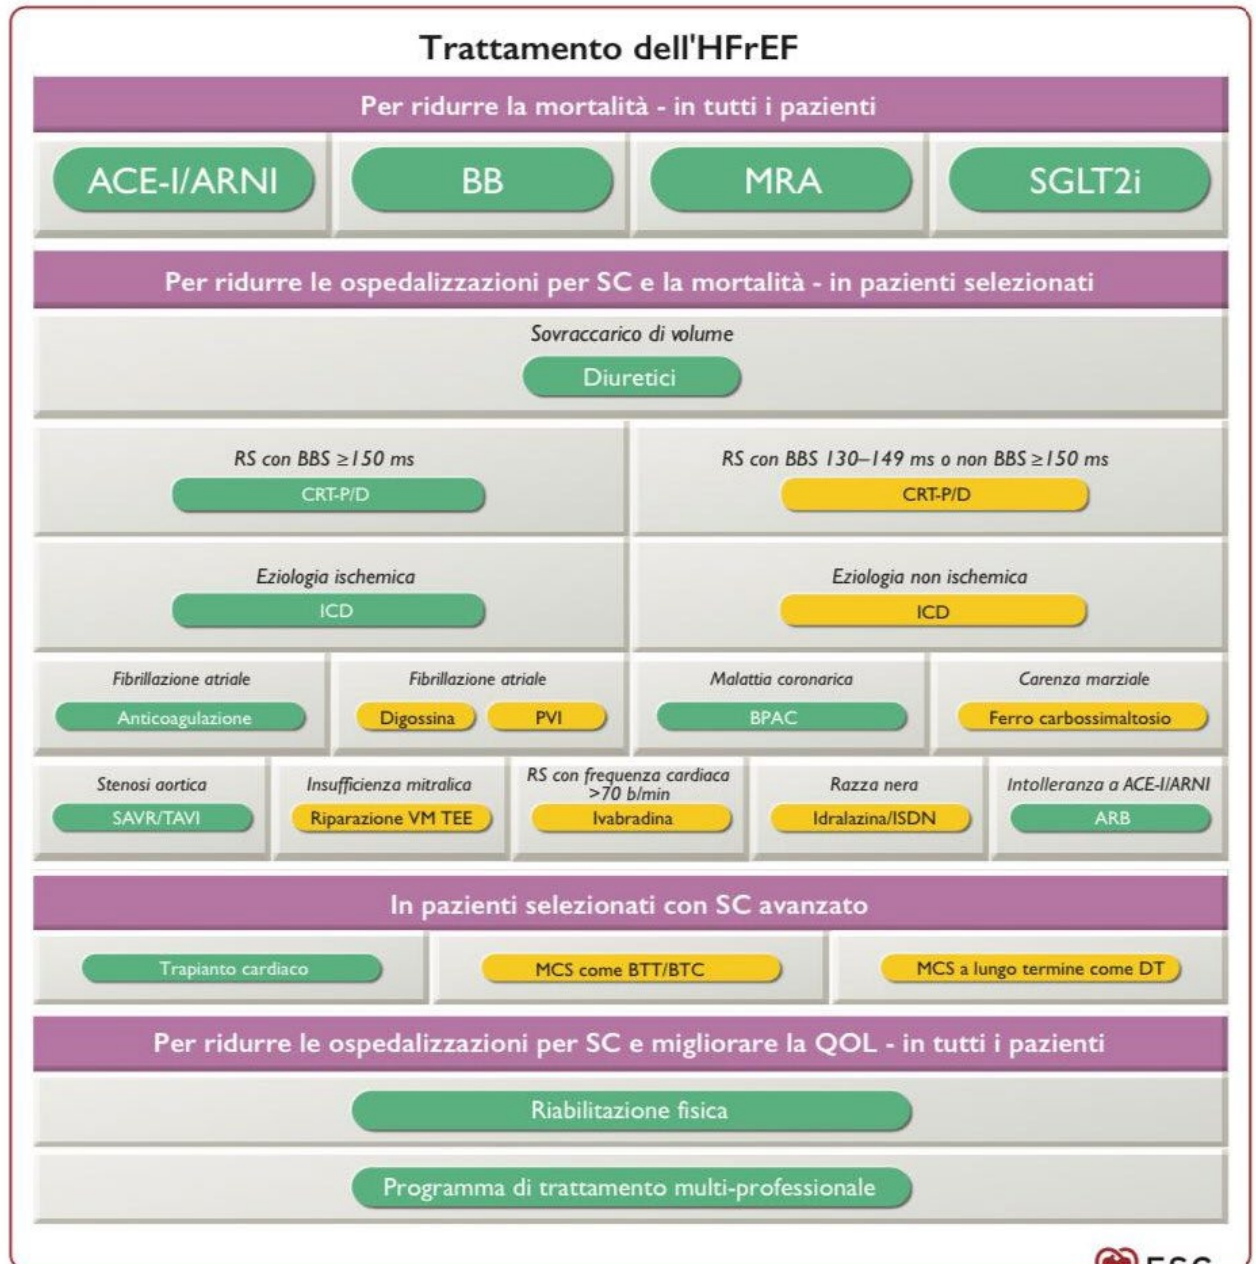 Trattamento dell'HFrEF
Per ridurre la mortalità - in tutti i pazienti
ACE-I/ARNI
BB
MRA
SGLT2i
Per ridurre le ospedalizzazioni per SC e la mortalità - in pazienti selezionati
Sovraccarico di volume
Diuretici
RS con BBS ≥150 ms
CRT-P/D
RS con BBS 130–149 ms o non BBS ≥150 ms
CRT-P/D
Eziologia ischemica
ICD
Eziologia non ischemica
ICD
Fibrillazione atriale
Anticoagulazione
Fibrillazione atriale
Digossina
PVI
Malattia coronarica
BPAC
Carenza marziale
Ferro carbossimaltosio
Stenosi aortica
SAVR/TAVI
Insufficienza mitralica
Riparazione VM TEE
RS con frequenza cardiaca
>70 b/min
Ivabradina
Razza nera
Idralazina/ISDN
Intolleranza a ACE-I/ARNI
ARB
In pazienti selezionati con SC avanzato
Trapianto cardiaco
MCS come BTT/BTC
MCS a lungo termine come DT
Per ridurre le ospedalizzazioni per SC e migliorare la QOL - in tutti i pazienti
Riabilitazione fisica
Programma di trattamento multi-professionale
ESC